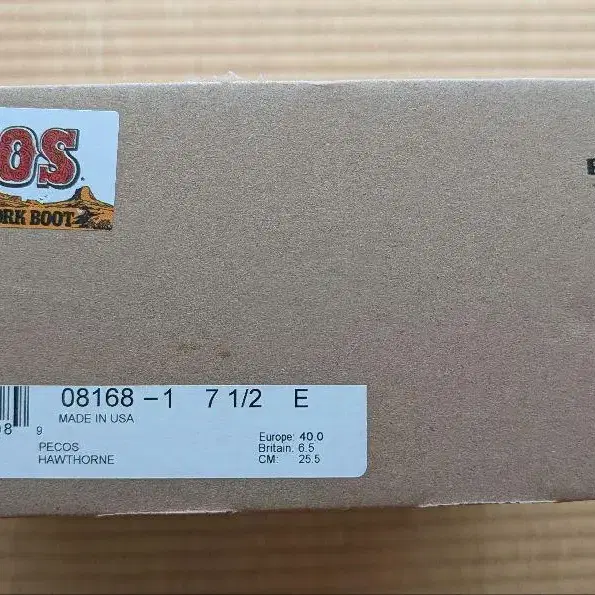 OS
ORK BOOT
08168-1 7 1/2 E
MADE IN USA
08 9
PECOS
HAWTHORNE
Europe: 40.0
Britain: 6.5
CM: 25.5